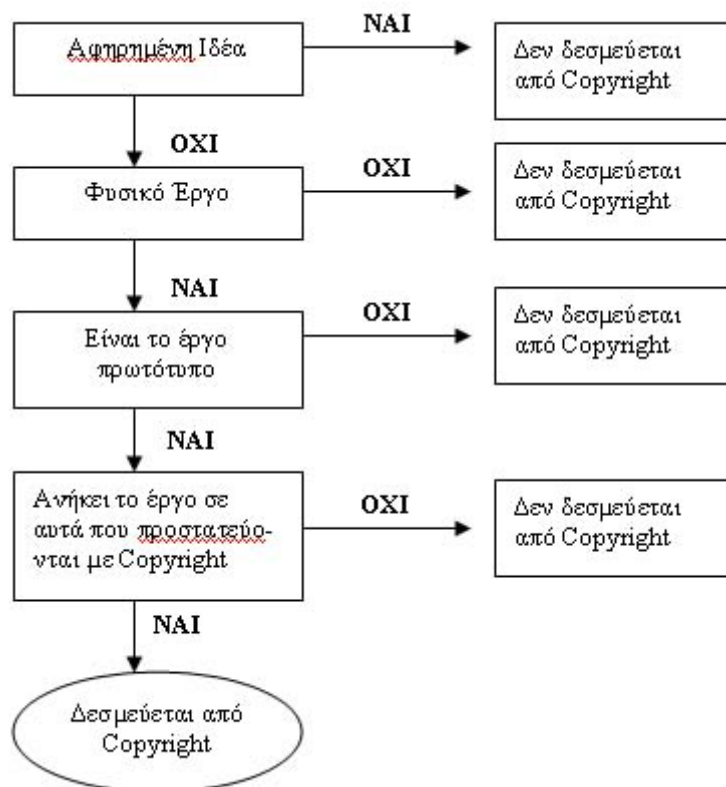 ΝΑΙ
Αφηρημένη Ιδέα
Δεν δεσμεύεται
από Copyright
ΟΧΙ
ΟΧΙ
Φυσικό Έργο
Δεν δεσμεύεται
από Copyright
ΝΑΙ
ΟΧΙ
Είναι το έργο
πρωτότυπο
Δεν δεσμεύεται
από Copyright
ΝΑΙ
Ανήκει το έργο σε
αυτά που προστατεύο-
νται με Copyright
ΟΧΙ
Δεν δεσμεύεται
από Copyright
ΝΑΙ
Δεσμεύεται από
Copyright